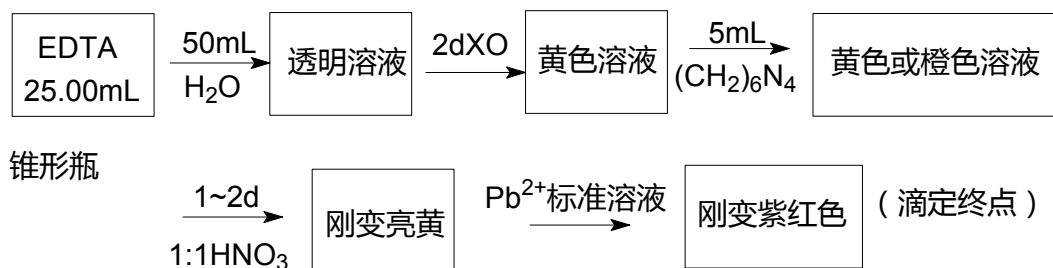 EDTA
25.00mL
50mL
H₂O
透明溶液
2dXO
黄色溶液
5mL
(CH₂)₆N₄
黄色或橙色溶液
锥形瓶
1~2d
1:1HNO₃
刚变亮黄
Pb²⁺标准溶液
刚变紫红色
（滴定终点）